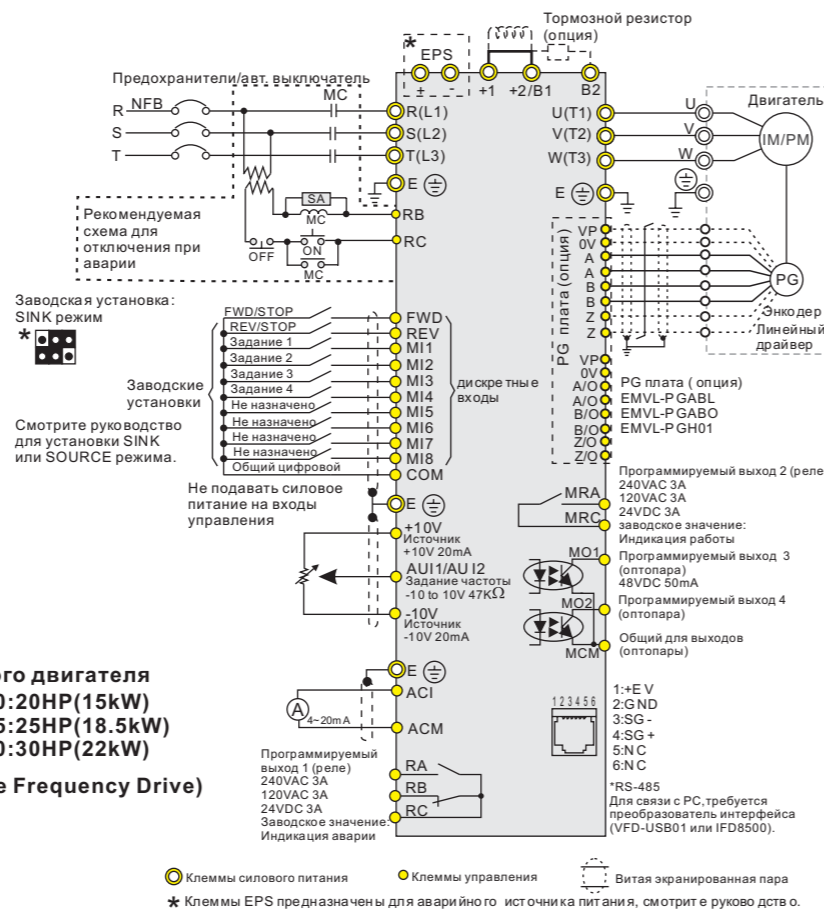 Тормозной резистор
(опция)
* EPS
+ - +1 +2/B1 B2
Предохранители/авт. выключатель
R NFB MC R(L1)
S S(L2)
T T(L3)
E
SA
MC
RB
OFF ON RC
MC
Рекомендуемая
схема для
отключения при
аварии
U(T1) U
V(T2) V
W(T3) W
E
Двигатель
IM/PM
PG плата (опция)
VP
0V
A
A
B
B
Z
Z
PG
Энкодер
Линейный
драйвер
VP
0V
A/O
A/O
B/O
B/O
Z/O
Z/O
PG плата ( опция)
EMVL-PGABL
EMVL-PGABO
EMVL-PGH01
Заводская установка:
SINK режим
*
Заводские
установки
Смотрите руководство
для установки SINK
или SOURCE режима.
FWD/STOP FWD
REV/STOP REV
Задание 1 MI1
Задание 2 MI2
Задание 3 MI3
Задание 4 MI4
Не назначено MI5
Не назначено MI6
Не назначено MI7
Не назначено MI8
Общий цифровой COM
дискретные
входы
Не подавать силовое
питание на входы
управления
E
+10V
Источник
+10V 20mA
AUI1/AUI2
Задание частоты
-10 to 10V 47KΩ
-10V
Источник
-10V 20mA
E
ACI
A 4~20mA
ACM
MRA
MRC
Программируемый выход 2 (реле
240VAC 3A
120VAC 3A
24VDC 3A
заводское значение:
Индикация работы
MO1
Программируемый выход 3
(оптопара)
48VDC 50mA
MO2
Программируемый выход 4
(оптопара)
MCM
Общий для выходов
(оптопары)
ого двигателя
0:20HP(15kW)
5:25HP(18.5kW)
0:30HP(22kW)
e Frequency Drive)
Программируемый
выход 1 (реле)
240VAC 3A
120VAC 3A
24VDC 3A
Заводское значение:
Индикация аварии
RA
RB
RC
1 2 3 4 5 6
1:+EV
2:GND
3:SG-
4:SG+
5:NC
6:NC
*RS-485
Для связи с PC,требуется
преобразователь интерфейса
(VFD-USB01 или IFD8500).
Клеммы силового питания
Клеммы управления
Витая экранированная пара
* Клеммы EPS предназначены для аварийного источника питания, смотрите руководство.